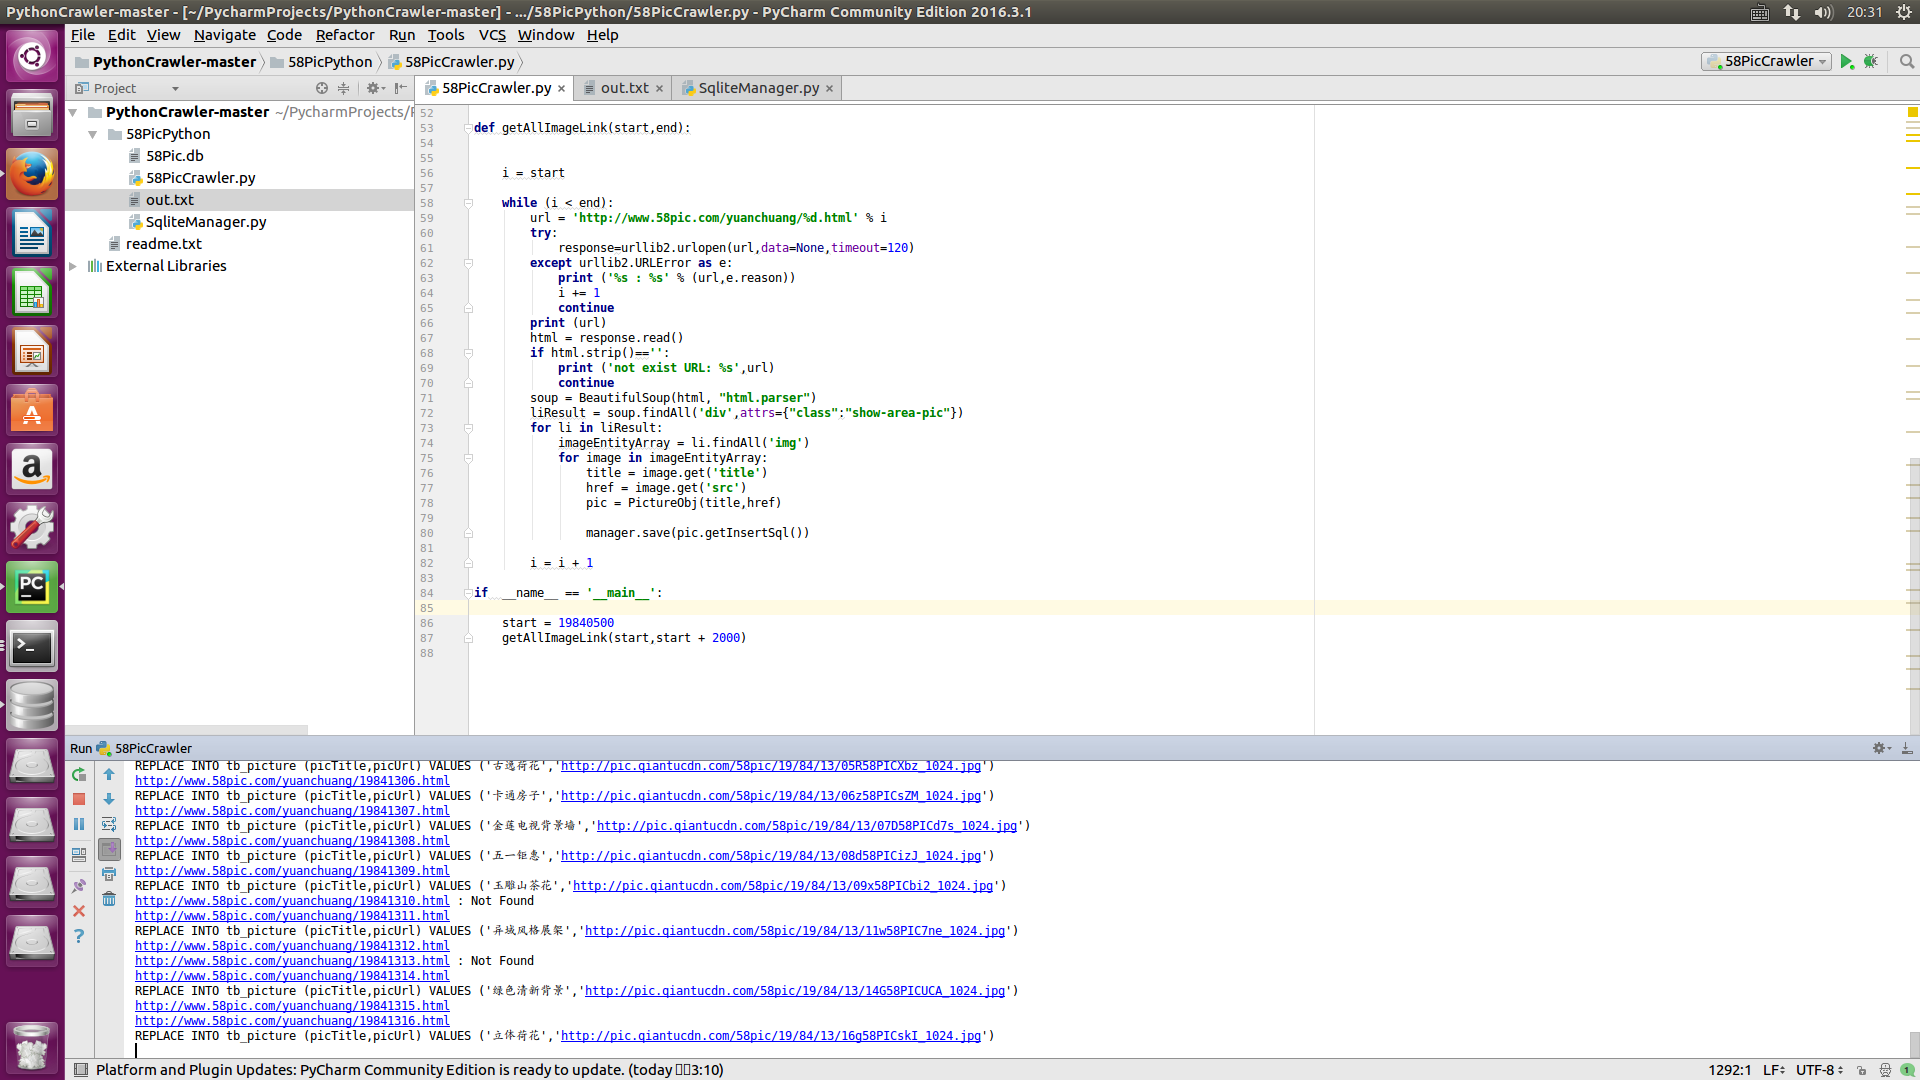 PythonCrawler-master - [~/PycharmProjects/PythonCrawler-master] - .../58PicPython/58PicCrawler.py - PyCharm Community Edition 2016.3.1
20:31
File Edit View Navigate Code Refactor Run Tools VCS Window Help
PythonCrawler-master 58PicPython 58PicCrawler.py
58PicCrawler
Project
58PicCrawler.py × out.txt × SqliteManager.py ×
PythonCrawler-master ~/PycharmProjects/
58PicPython
58Pic.db
58PicCrawler.py
out.txt
SqliteManager.py
readme.txt
External Libraries
52
53 def getAllImageLink(start,end):
54
55
56 i = start
57
58 while (i < end):
59 url = 'http://www.58pic.com/yuanchuang/%d.html' % i
60 try:
61 response=urllib2.urlopen(url,data=None,timeout=120)
62 except urllib2.URLError as e:
63 print ('%s : %s' % (url,e.reason))
64 i += 1
65 continue
66 print (url)
67 html = response.read()
68 if html.strip()=='':
69 print ('not exist URL: %s',url)
70 continue
71 soup = BeautifulSoup(html, "html.parser")
72 liResult = soup.findAll('div',attrs={"class":"show-area-pic"})
73 for li in liResult:
74 imageEntityArray = li.findAll('img')
75 for image in imageEntityArray:
76 title = image.get('title')
77 href = image.get('src')
78 pic = PictureObj(title,href)
79
80 manager.save(pic.getInsertSql())
81
82 i = i + 1
83
84 if __name__ == '__main__':
85
86 start = 19840500
87 getAllImageLink(start,start + 2000)
88
Run 58PicCrawler
REPLACE INTO tb_picture (picTitle,picUrl) VALUES ('古逸荷花','http://pic.qiantucdn.com/58pic/19/84/13/05R58PICXbz_1024.jpg')
http://www.58pic.com/yuanchuang/19841306.html
REPLACE INTO tb_picture (picTitle,picUrl) VALUES ('卡通房子','http://pic.qiantucdn.com/58pic/19/84/13/06z58PICsZM_1024.jpg')
http://www.58pic.com/yuanchuang/19841307.html
REPLACE INTO tb_picture (picTitle,picUrl) VALUES ('金莲电视背景墙','http://pic.qiantucdn.com/58pic/19/84/13/07D58PICd7s_1024.jpg')
http://www.58pic.com/yuanchuang/19841308.html
REPLACE INTO tb_picture (picTitle,picUrl) VALUES ('五一钜惠','http://pic.qiantucdn.com/58pic/19/84/13/08d58PICizJ_1024.jpg')
http://www.58pic.com/yuanchuang/19841309.html
REPLACE INTO tb_picture (picTitle,picUrl) VALUES ('玉雕山茶花','http://pic.qiantucdn.com/58pic/19/84/13/09x58PICbi2_1024.jpg')
http://www.58pic.com/yuanchuang/19841310.html : Not Found
http://www.58pic.com/yuanchuang/19841311.html
REPLACE INTO tb_picture (picTitle,picUrl) VALUES ('异域风格展架','http://pic.qiantucdn.com/58pic/19/84/13/11w58PIC7ne_1024.jpg')
http://www.58pic.com/yuanchuang/19841312.html
http://www.58pic.com/yuanchuang/19841313.html : Not Found
http://www.58pic.com/yuanchuang/19841314.html
REPLACE INTO tb_picture (picTitle,picUrl) VALUES ('绿色清新背景','http://pic.qiantucdn.com/58pic/19/84/13/14G58PICUCA_1024.jpg')
http://www.58pic.com/yuanchuang/19841315.html
http://www.58pic.com/yuanchuang/19841316.html
REPLACE INTO tb_picture (picTitle,picUrl) VALUES ('立体荷花','http://pic.qiantucdn.com/58pic/19/84/13/16g58PICskI_1024.jpg')
Platform and Plugin Updates: PyCharm Community Edition is ready to update. (today 3:10)
1292:1 LF UTF-8 1